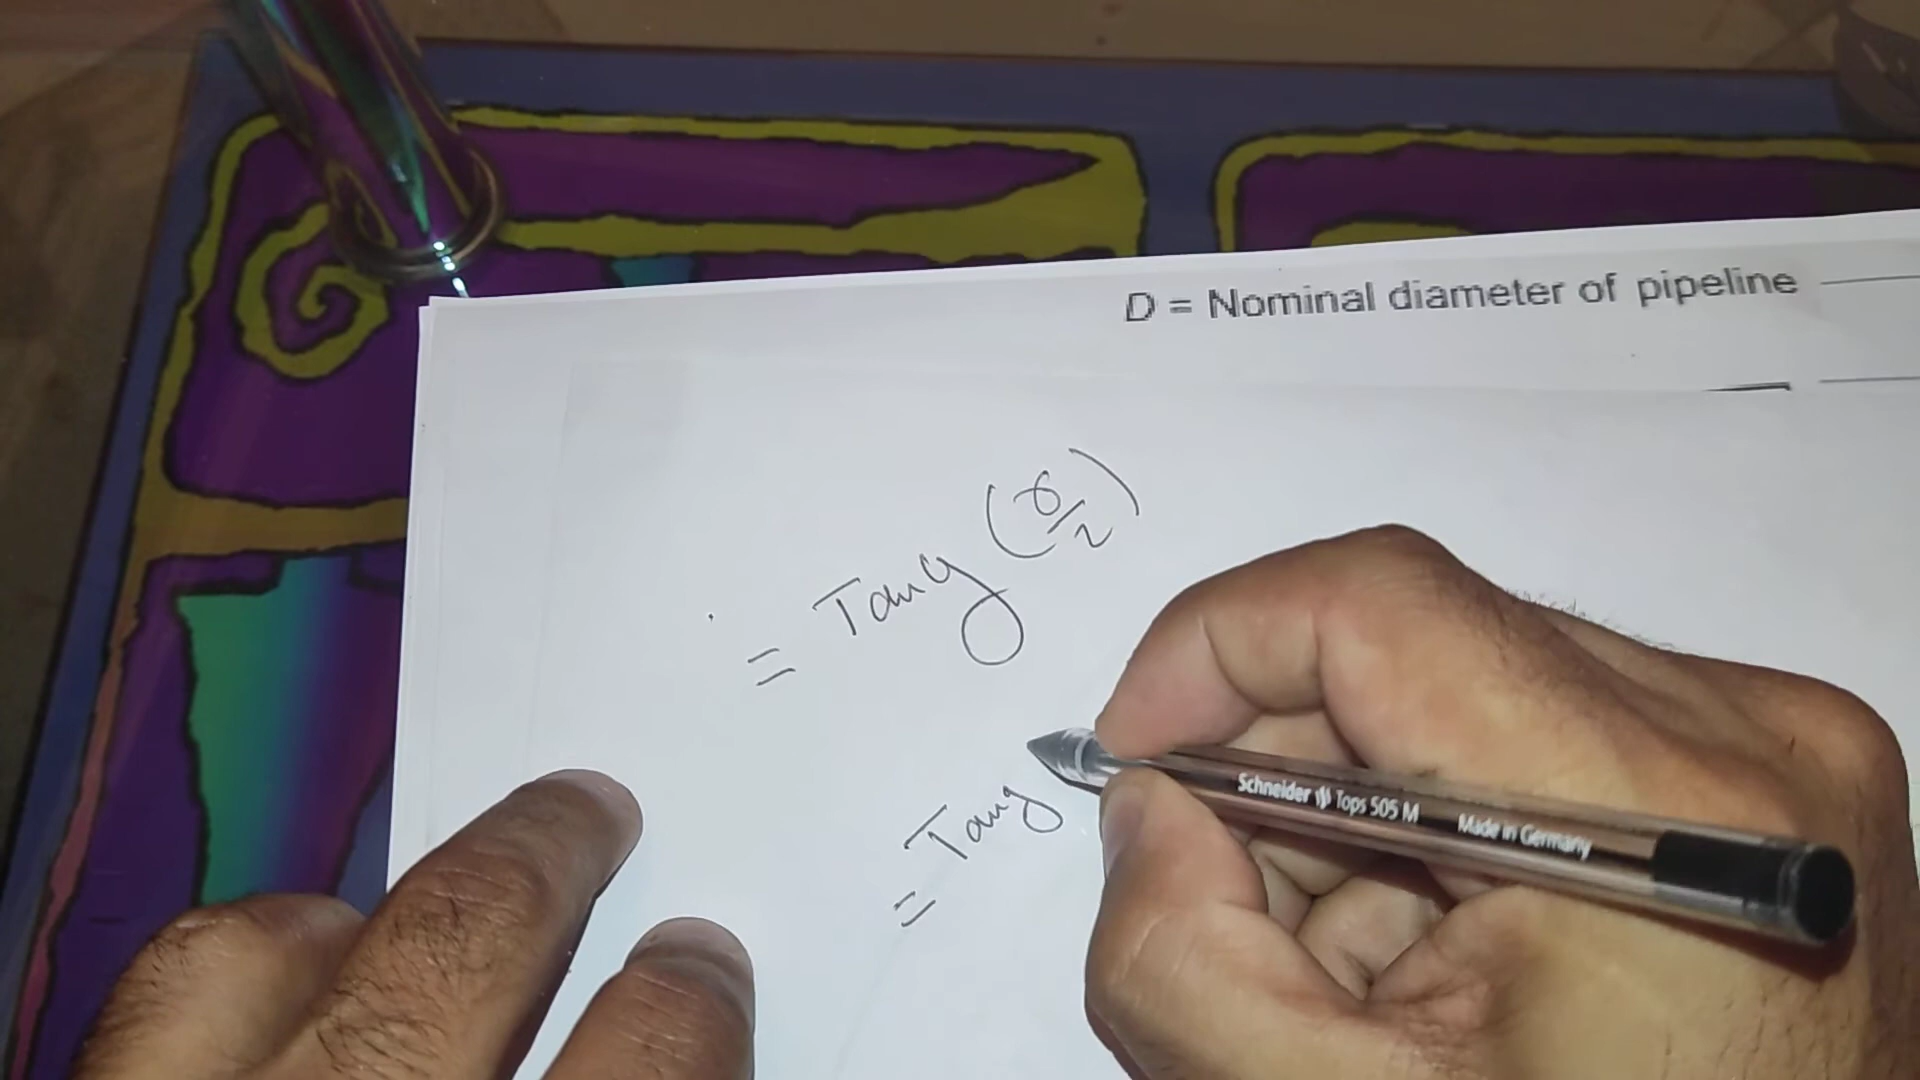 D = Nominal diameter of pipeline
= Tang (γ/2)
= Tang
Schneider Tops 505 M Made in Germany